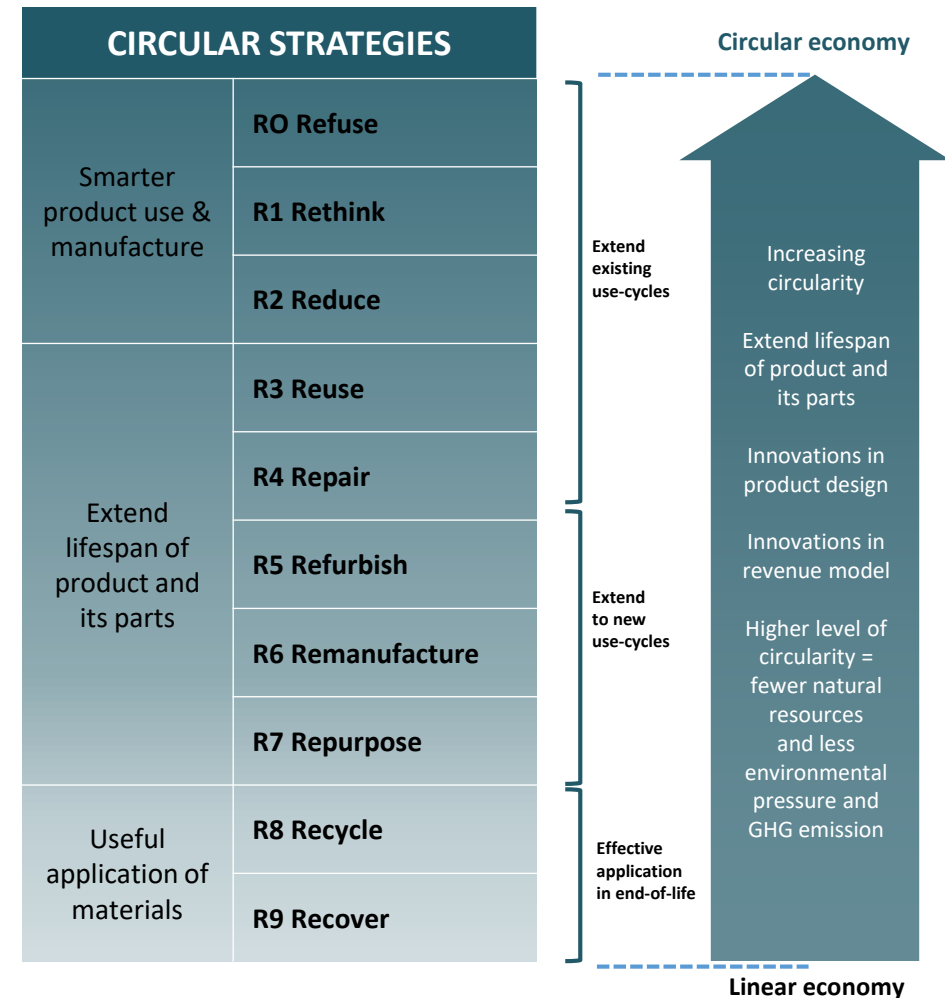 CIRCULAR STRATEGIES
Smarter
product use &
manufacture
RO Refuse
R1 Rethink
R2 Reduce
Extend
lifespan of
product and
its parts
R3 Reuse
R4 Repair
R5 Refurbish
R6 Remanufacture
R7 Repurpose
Useful
application of
materials
R8 Recycle
R9 Recover
Extend
existing
use-cycles
Extend
to new
use-cycles
Effective
application
in end-of-life
Circular economy
Increasing
circularity
Extend lifespan
of product and
its parts
Innovations in
product design
Innovations in
revenue model
Higher level of
circularity =
fewer natural
resources
and less
environmental
pressure and
GHG emission
Linear economy